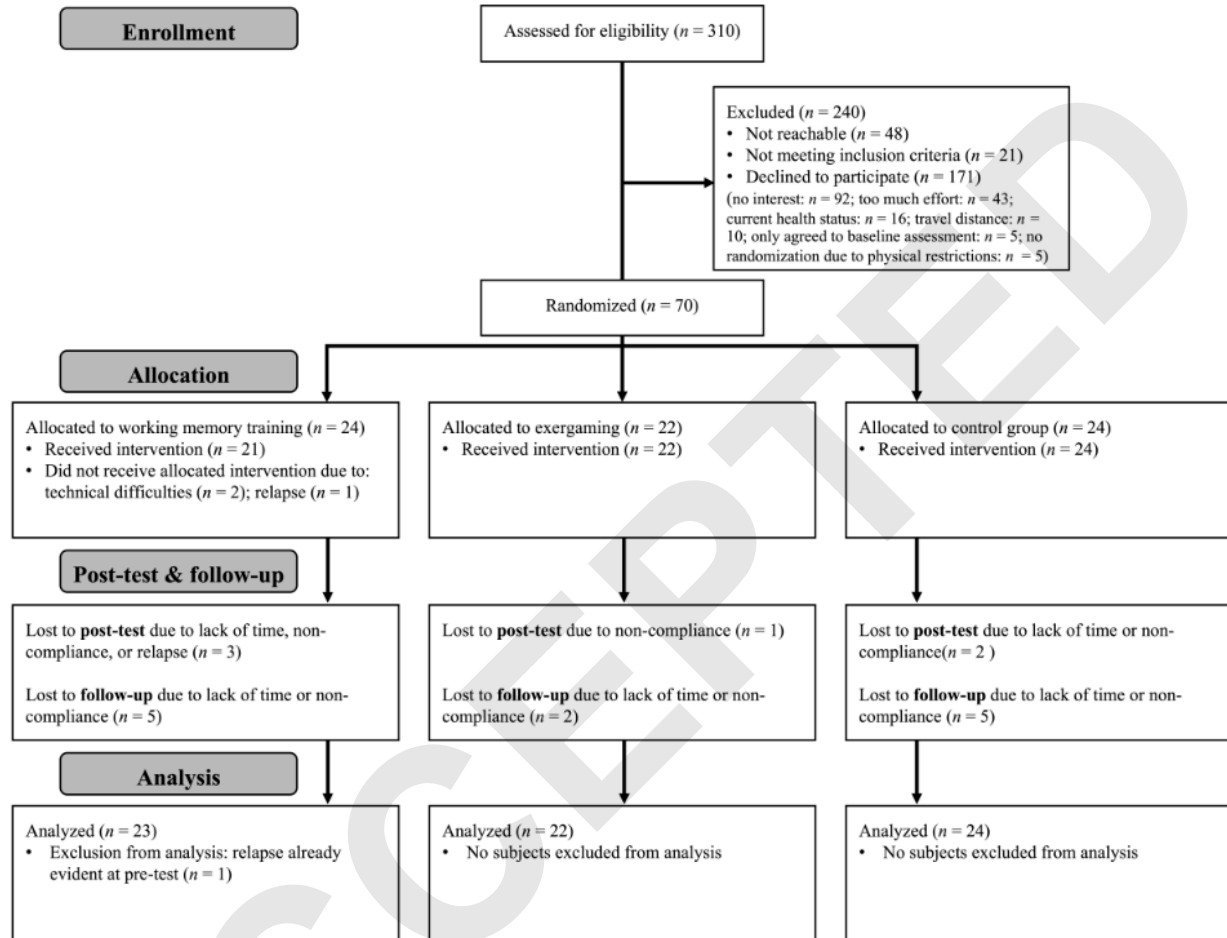 Enrollment
Assessed for eligibility (n = 310)
Excluded (n = 240)
• Not reachable (n = 48)
• Not meeting inclusion criteria (n = 21)
• Declined to participate (n = 171)
(no interest: n = 92; too much effort: n = 43;
current health status: n = 16; travel distance: n =
10; only agreed to baseline assessment: n = 5; no
randomization due to physical restrictions: n = 5)
Randomized (n = 70)
Allocation
Allocated to working memory training (n = 24)
• Received intervention (n = 21)
• Did not receive allocated intervention due to:
technical difficulties (n = 2); relapse (n = 1)
Allocated to exergaming (n = 22)
• Received intervention (n = 22)
Allocated to control group (n = 24)
• Received intervention (n = 24)
Post-test & follow-up
Lost to post-test due to lack of time, non-
compliance, or relapse (n = 3)
Lost to follow-up due to lack of time or non-
compliance (n = 5)
Lost to post-test due to non-compliance (n = 1)
Lost to follow-up due to lack of time or non-
compliance (n = 2)
Lost to post-test due to lack of time or non-
compliance(n = 2 )
Lost to follow-up due to lack of time or non-
compliance (n = 5)
Analysis
Analyzed (n = 23)
• Exclusion from analysis: relapse already
evident at pre-test (n = 1)
Analyzed (n = 22)
• No subjects excluded from analysis
Analyzed (n = 24)
• No subjects excluded from analysis
CCEPTED